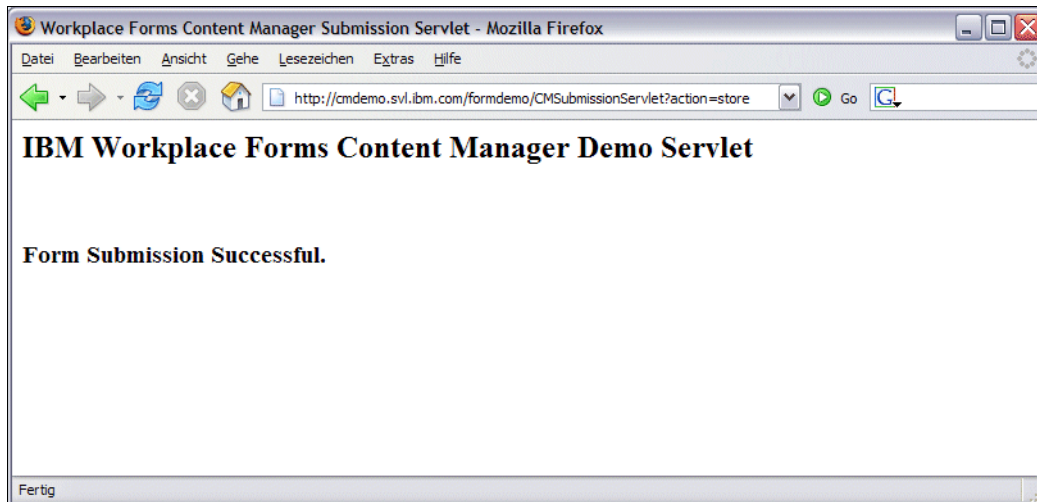 Workplace Forms Content Manager Submission Servlet - Mozilla Firefox
Datei Bearbeiten Ansicht Gehe Lesezeichen Extras Hilfe
http://cmdemo.svl.ibm.com/formdemo/CMSubmissionServlet?action=store Go G
IBM Workplace Forms Content Manager Demo Servlet
Form Submission Successful.
Fertig